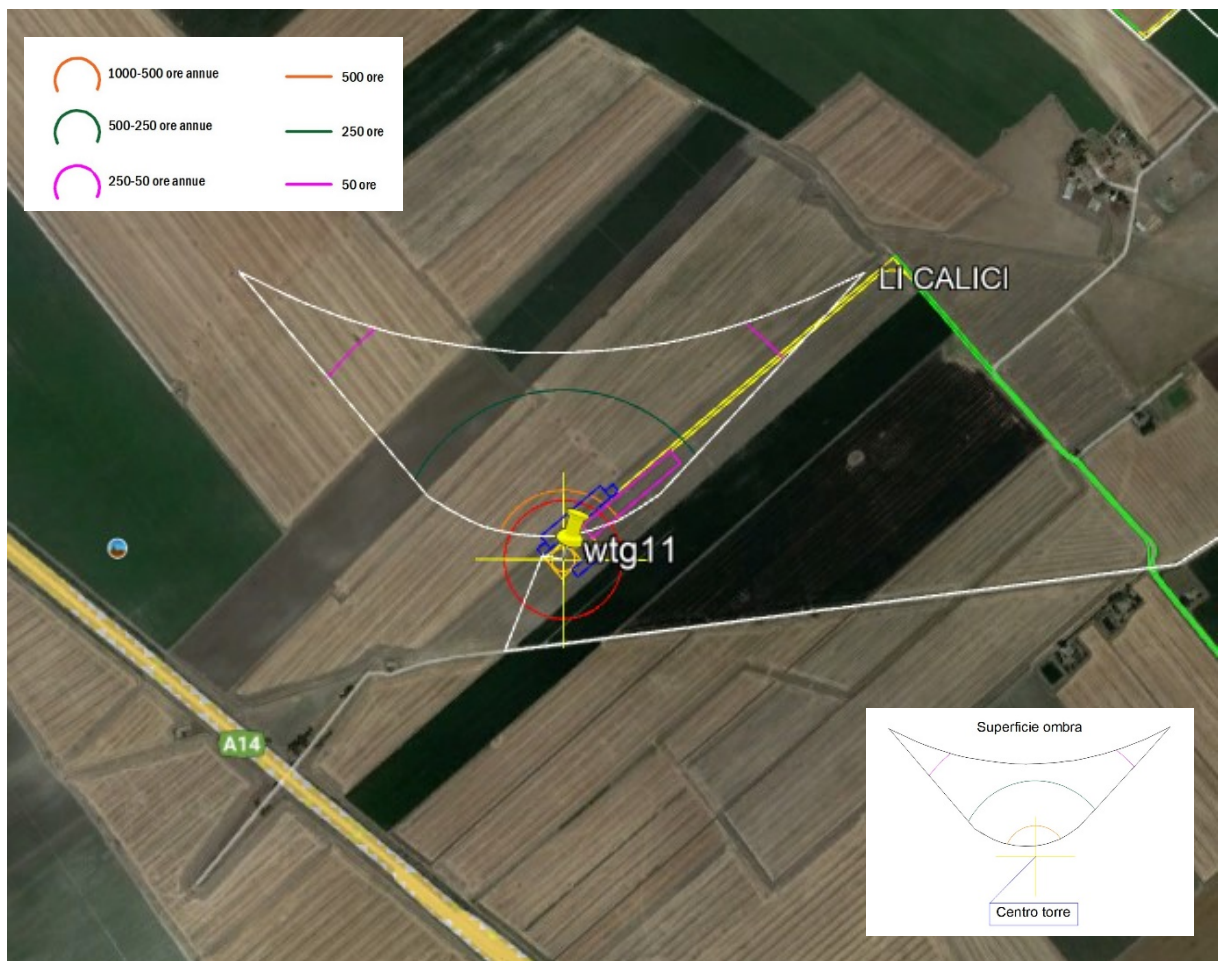 1000-500 ore annue
500 ore
500-250 ore annue
250 ore
250-50 ore annue
50 ore
LI CALICI
wtg11
A14
Superficie ombra
Centro torre